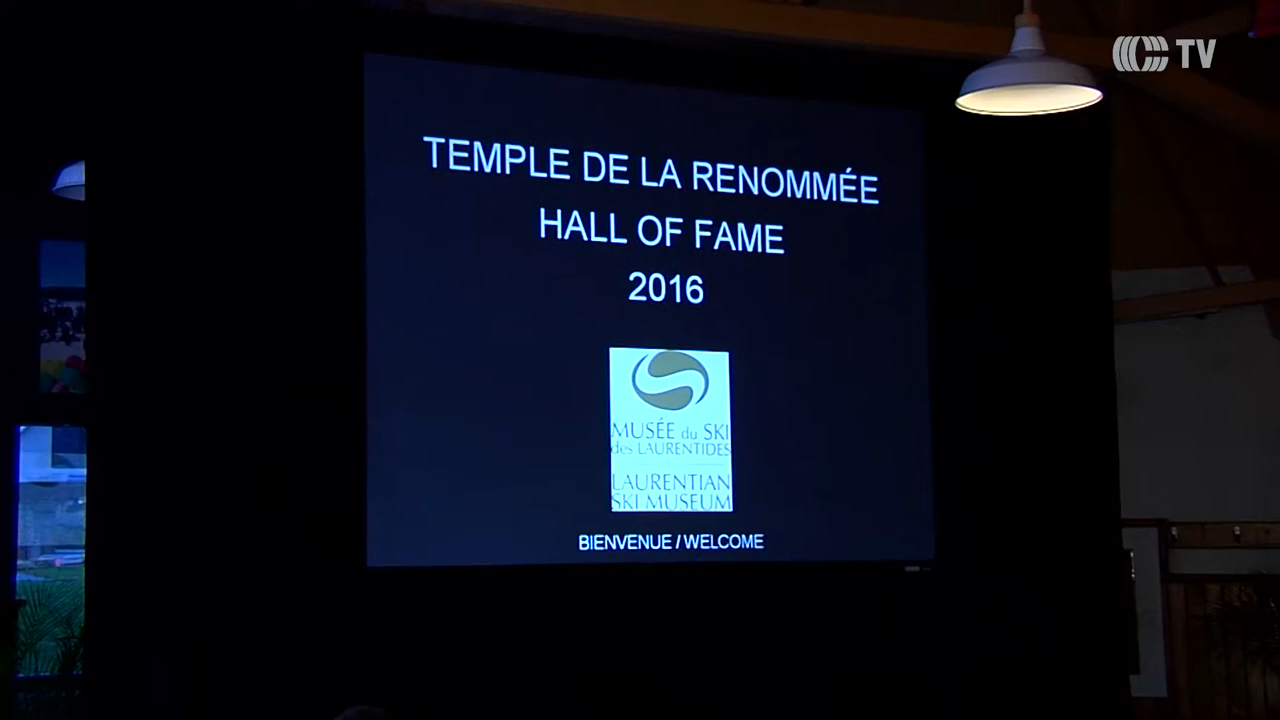 TV
TEMPLE DE LA RENOMMÉE
HALL OF FAME
2016
MUSÉE du SKI
des LAURENTIDES
LAURENTIAN
SKI MUSEUM
BIENVENUE / WELCOME